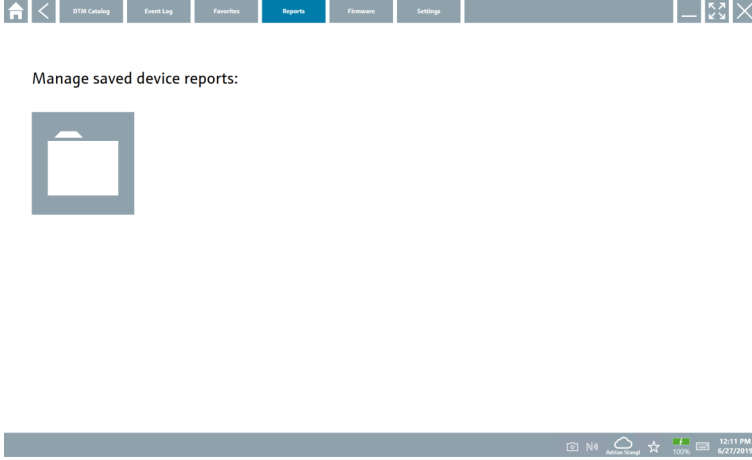 DTM Catalog
Event Log
Favorites
Reports
Firmware
Settings
Manage saved device reports:
Adrian Stangl
100%
12:11 PM
6/27/2019